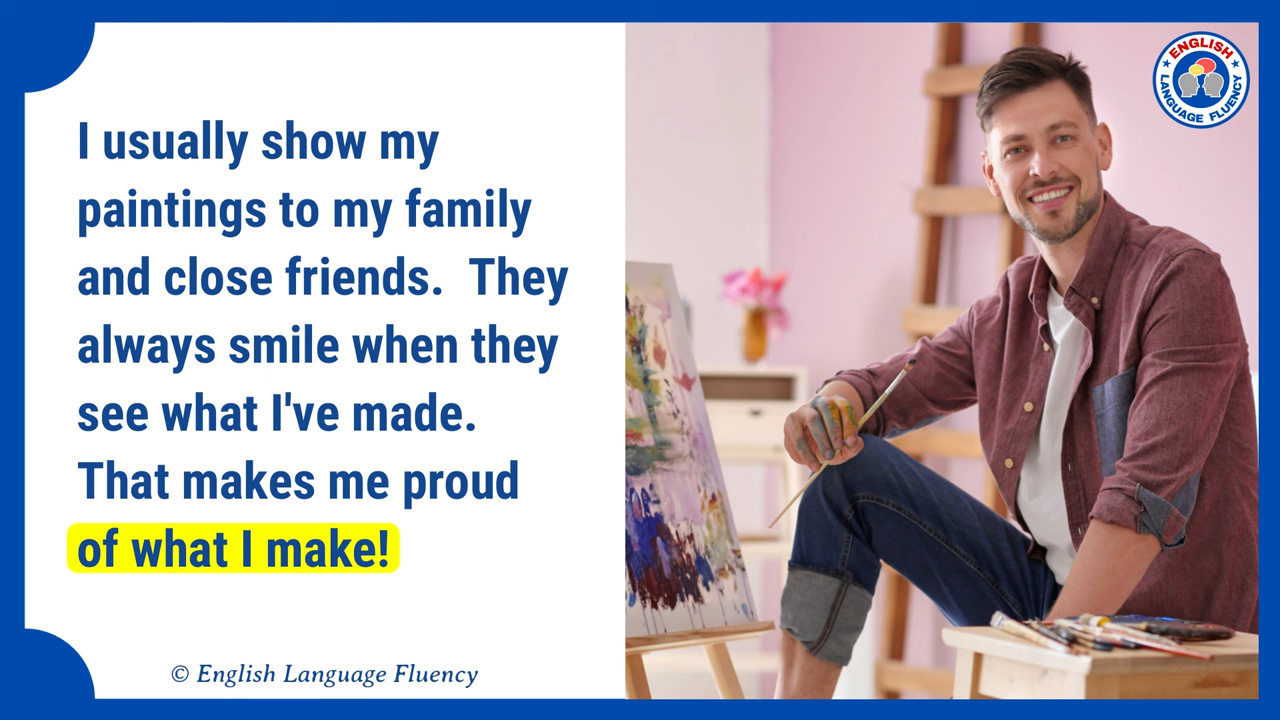 I usually show my
paintings to my family
and close friends.  They
always smile when they
see what I've made.
That makes me proud
of what I make!
© English Language Fluency
ENGLISH
LANGUAGE FLUENCY